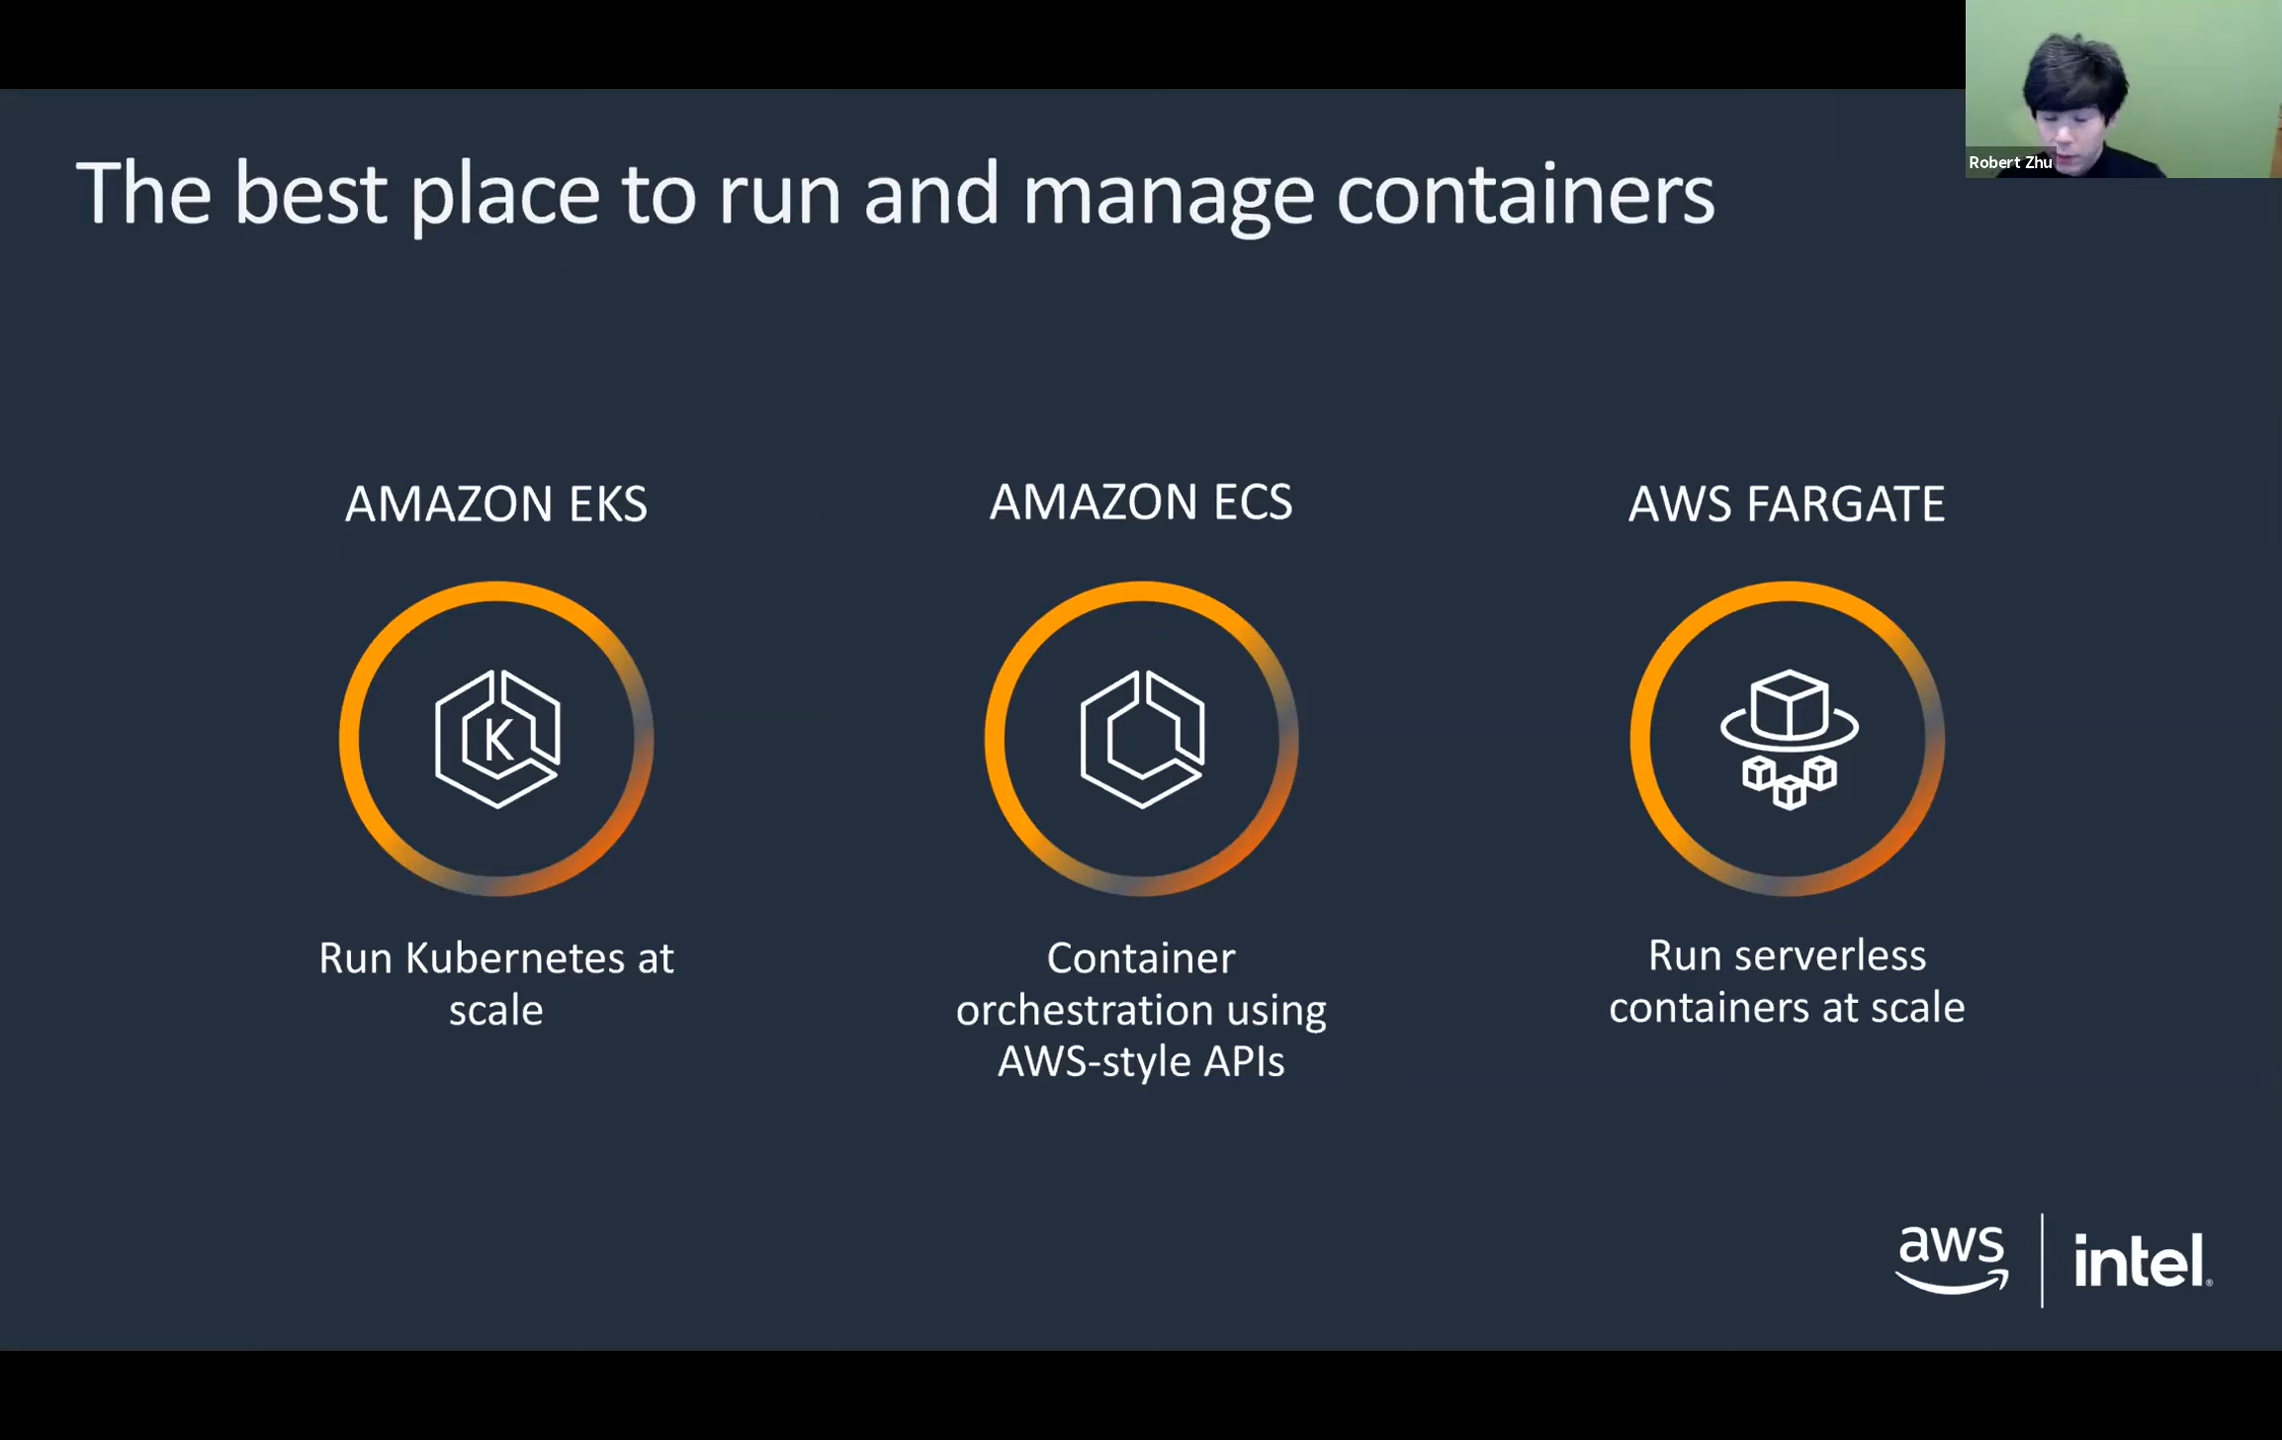 The best place to run and manage containers
Robert Zhu
AMAZON EKS
K
Run Kubernetes at
scale
AMAZON ECS
Container
orchestration using
AWS-style APIs
AWS FARGATE
Run serverless
containers at scale
aws
intel.